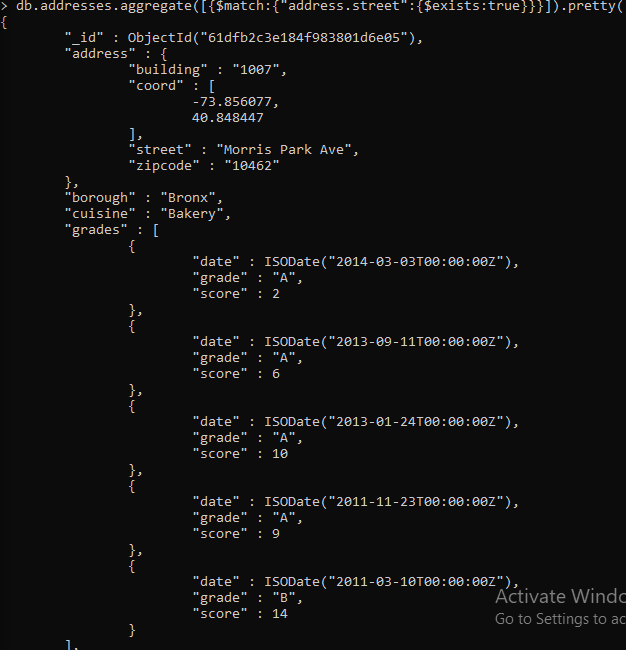 > db.addresses.aggregate([{$match:{"address.street":{$exists:true}}}]).pretty(
{
"_id" : ObjectId("61dfb2c3e184f983801d6e05"),
"address" : {
"building" : "1007",
"coord" : [
-73.856077,
40.848447
],
"street" : "Morris Park Ave",
"zipcode" : "10462"
},
"borough" : "Bronx",
"cuisine" : "Bakery",
"grades" : [
{
"date" : ISODate("2014-03-03T00:00:00Z"),
"grade" : "A",
"score" : 2
},
{
"date" : ISODate("2013-09-11T00:00:00Z"),
"grade" : "A",
"score" : 6
},
{
"date" : ISODate("2013-01-24T00:00:00Z"),
"grade" : "A",
"score" : 10
},
{
"date" : ISODate("2011-11-23T00:00:00Z"),
"grade" : "A",
"score" : 9
},
{
"date" : ISODate("2011-03-10T00:00:00Z"),
"grade" : "B",
"score" : 14
}
],
Activate Windo
Go to Settings to ac